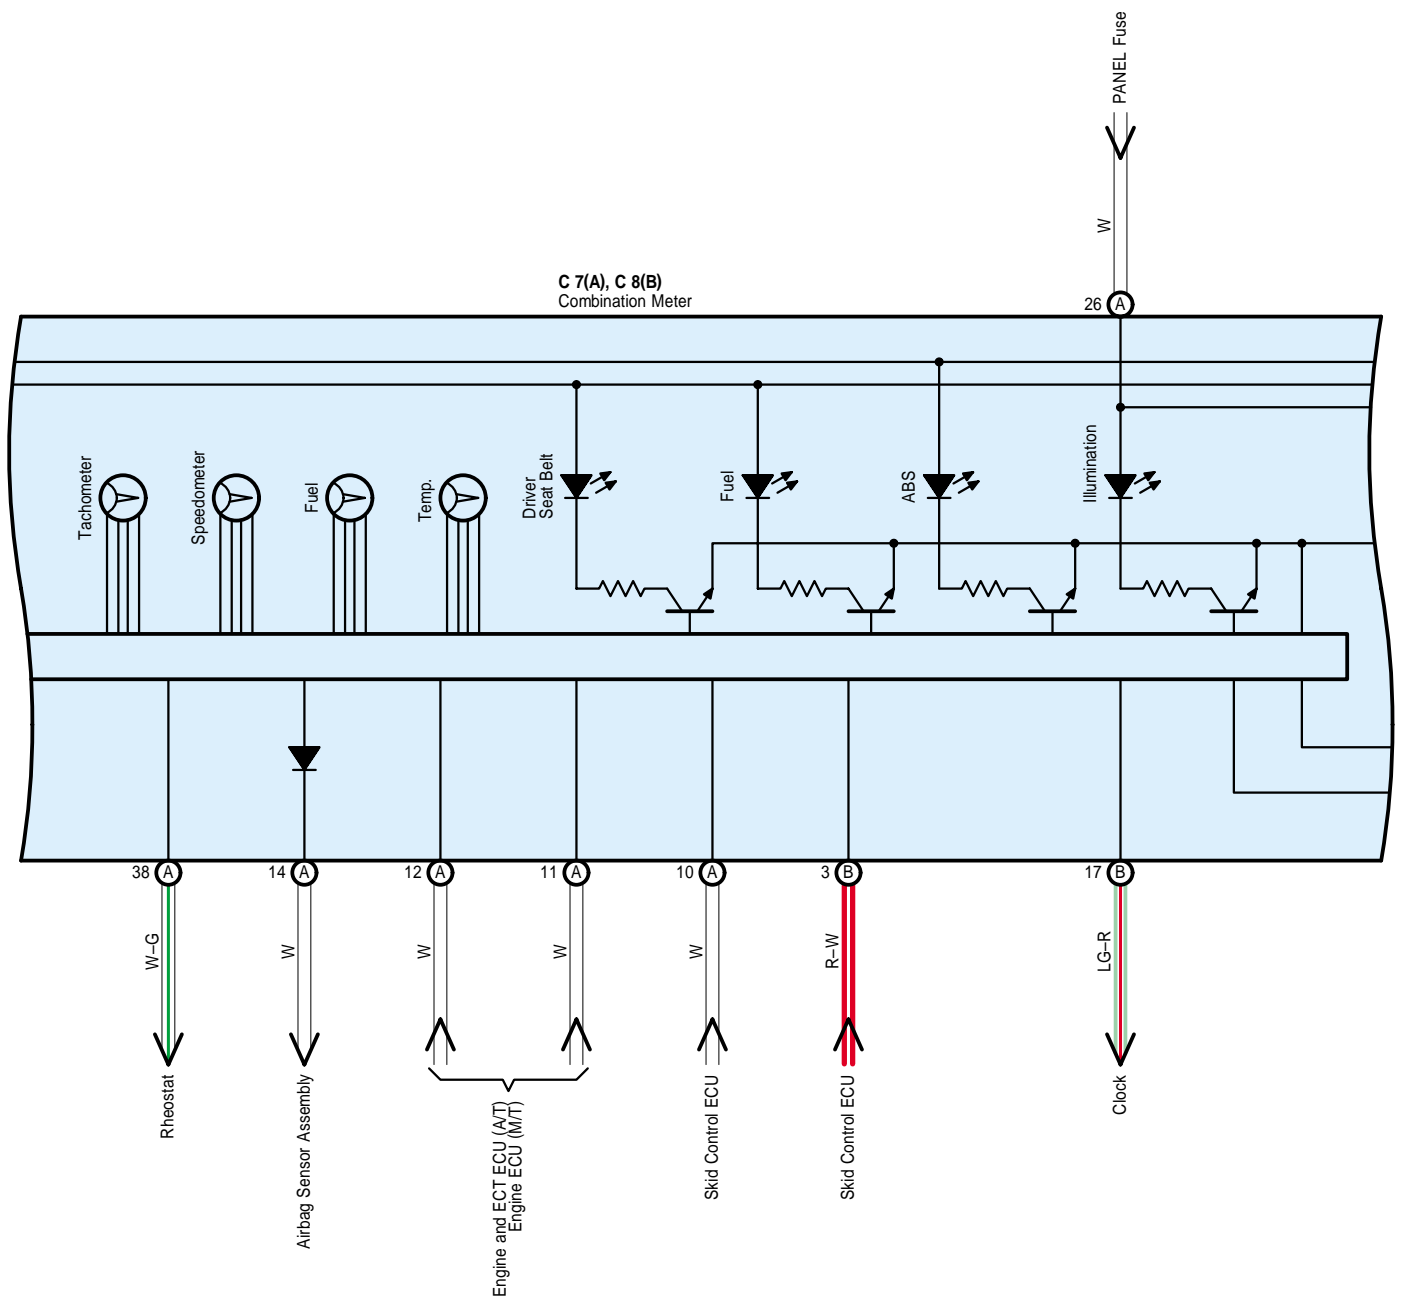 PANEL Fuse
W
C 7(A), C 8(B)
Combination Meter
26 A
Tachometer
Speedometer
Fuel
Temp.
Driver
Seat Belt
Fuel
ABS
Illumination
38 A
14 A
12 A
11 A
10 A
3 B
17 B
W–G
W
W
W
W
R–W
LG–R
Rheostat
Airbag Sensor Assembly
Engine and ECT ECU (A/T)
Engine ECU (M/T)
Skid Control ECU
Skid Control ECU
Clock